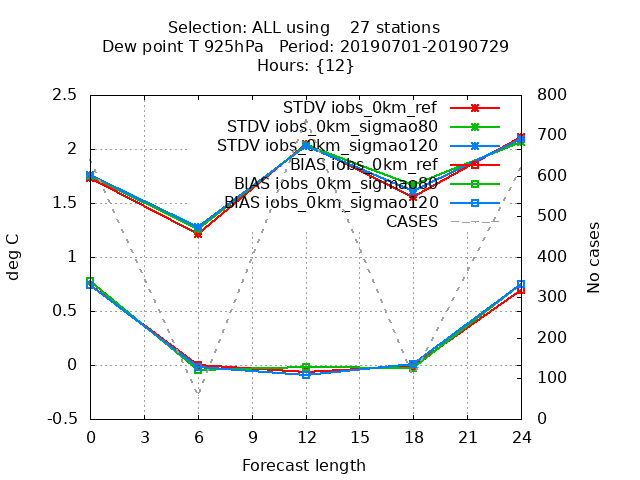 Selection: ALL using    27 stations
Dew point T 925hPa   Period: 20190701-20190729
Hours: {12}
2.5
2
1.5
1
0.5
0
-0.5
deg C
800
700
600
500
400
300
200
100
0
No cases
STDV iobs_0km_ref
STDV iobs_0km_sigmao80
STDV iobs_0km_sigmao120
BIAS iobs_0km_ref
BIAS iobs_0km_sigmao80
BIAS iobs_0km_sigmao120
CASES
0 3 6 9 12 15 18 21 24
Forecast length